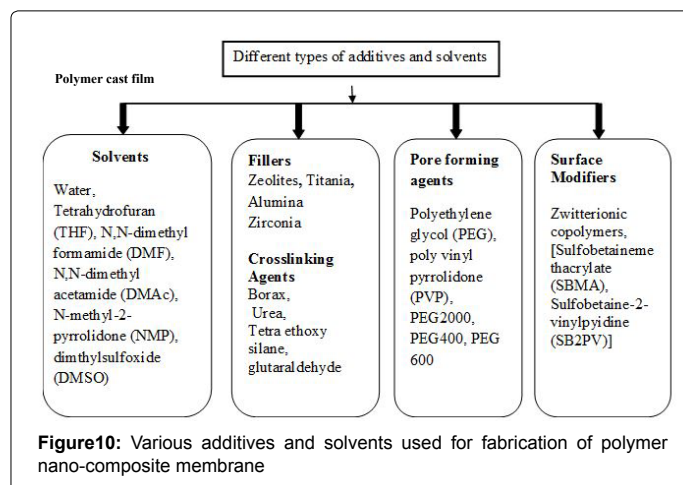 Different types of additives and solvents
Polymer cast film
Solvents
Water,
Tetrahydrofuran
(THF), N,N-dimethyl
formamide (DMF),
N,N-dimethyl
acetamide (DMAc),
N-methyl-2-
pyrrolidone (NMP),
dimthylsulfoxide
(DMSO)
Fillers
Zeolites, Titania,
Alumina
Zirconia
Crosslinking
Agents
Borax,
Urea,
Tetra ethoxy
silane,
glutaraldehyde
Pore forming
agents
Polyethylene
glycol (PEG),
poly vinyl
pyrrolidone
(PVP),
PEG2000,
PEG400, PEG
600
Surface
Modifiers
Zwitterionic
copolymers,
[Sulfobetaineme
thacrylate
(SBMA),
Sulfobetaine-2-
vinylpyidine
(SB2PV)]
Figure10: Various additives and solvents used for fabrication of polymer
nano-composite membrane